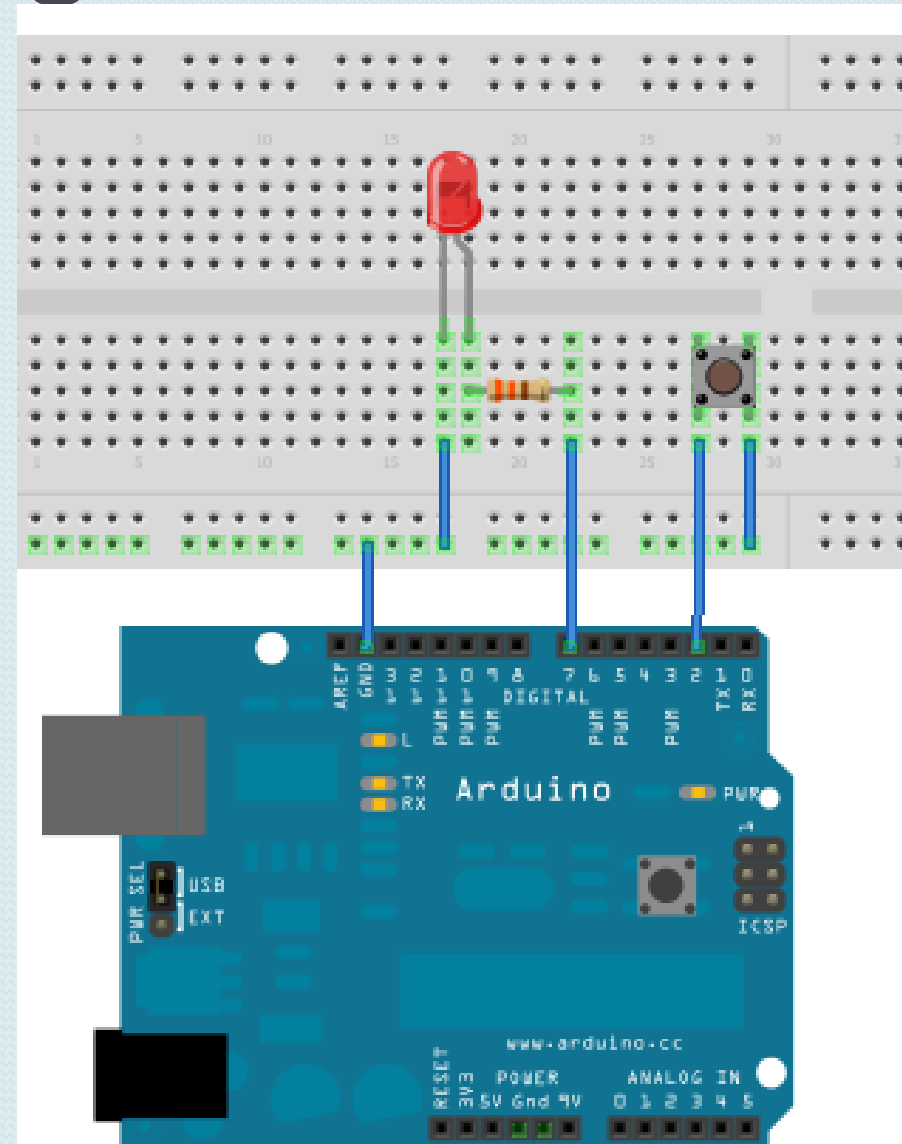 1 5 10 15 20 25 30
1 5 10 15 20 25 30
AREF GND 13 12 11 10 9 8 7 6 5 4 3 2 1 0
PWM PWM PWM DIGITAL PWM PWM PWM TX RX
L
TX
RX
Arduino
PWR
1
ICSP
PWR SEL
USB
EXT
www.arduino.cc
POWER
ANALOG IN
RESET 3V3 5V Gnd 9V 0 1 2 3 4 5